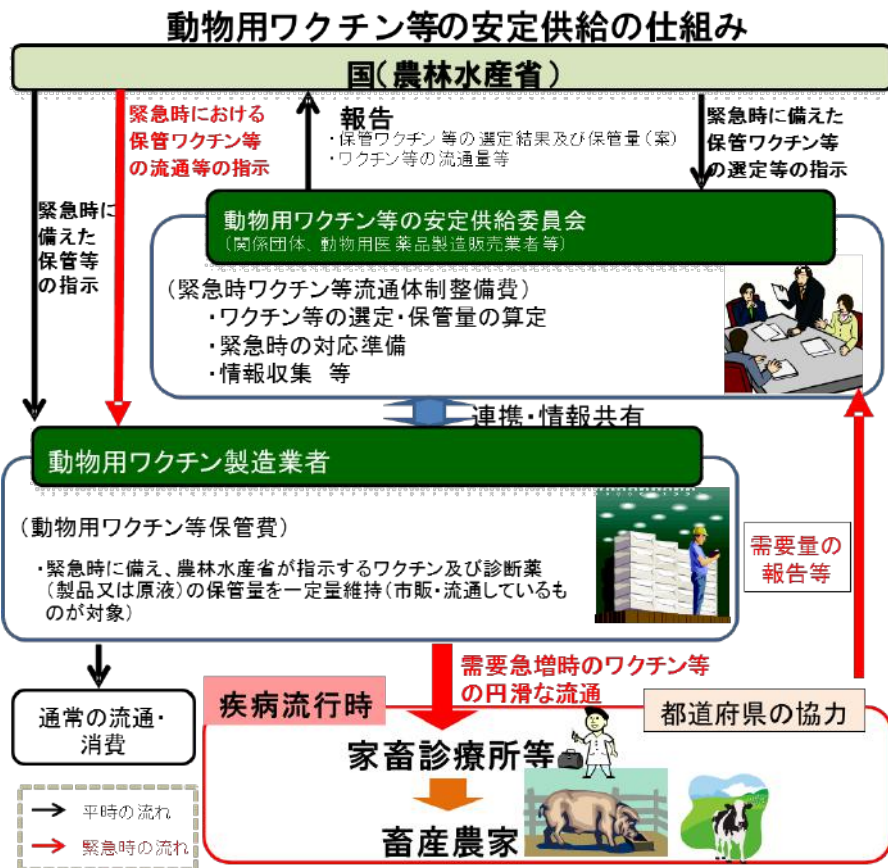 動物用ワクチン等の安定供給の仕組み
国(農林水産省)
緊急時における
保管ワクチン等
の流通等の指示
報告
・保管ワクチン等の選定結果及び保管量(案)
・ワクチン等の流通量等
緊急時に備えた
保管ワクチン等
の選定等の指示
緊急時に
備えた
保管等
の指示
動物用ワクチン等の安定供給委員会
(関係団体、動物用医薬品製造販売業者等)
(緊急時ワクチン等流通体制整備費)
・ワクチン等の選定・保管量の算定
・緊急時の対応準備
・情報収集 等
連携・情報共有
動物用ワクチン製造業者
(動物用ワクチン等保管費)
・緊急時に備え、農林水産省が指示するワクチン及び診断薬
(製品又は原液)の保管量を一定量維持(市販・流通しているも
のが対象)
需要量の
報告等
需要急増時のワクチン等
の円滑な流通
通常の流通・
消費
疾病流行時
都道府県の協力
家畜診療所等
畜産農家
平時の流れ
緊急時の流れ